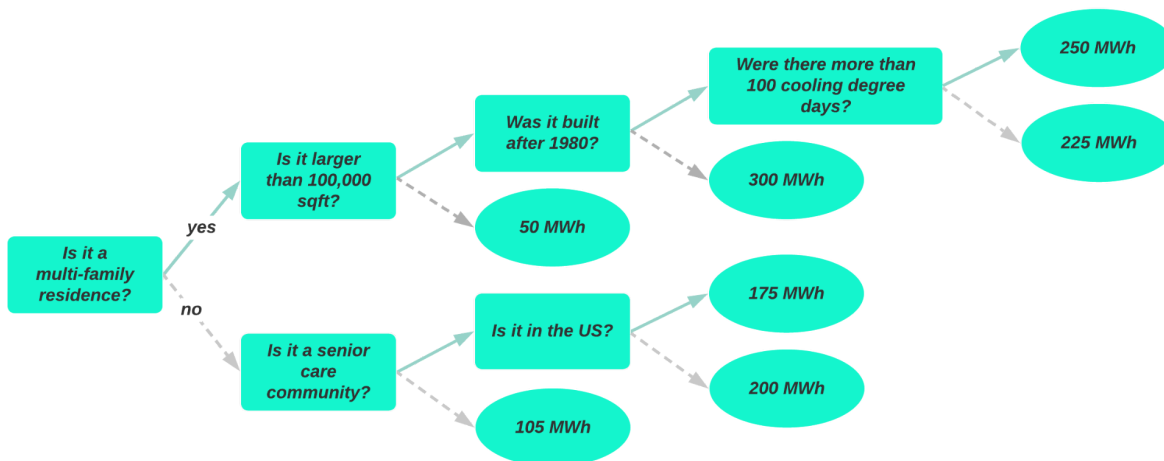 Were there more than
100 cooling degree
days?
250 MWh
225 MWh
Was it built
after 1980?
300 MWh
Is it larger
than 100,000
sqft?
50 MWh
yes
Is it a
multi-family
residence?
no
175 MWh
Is it in the US?
200 MWh
Is it a senior
care
community?
105 MWh